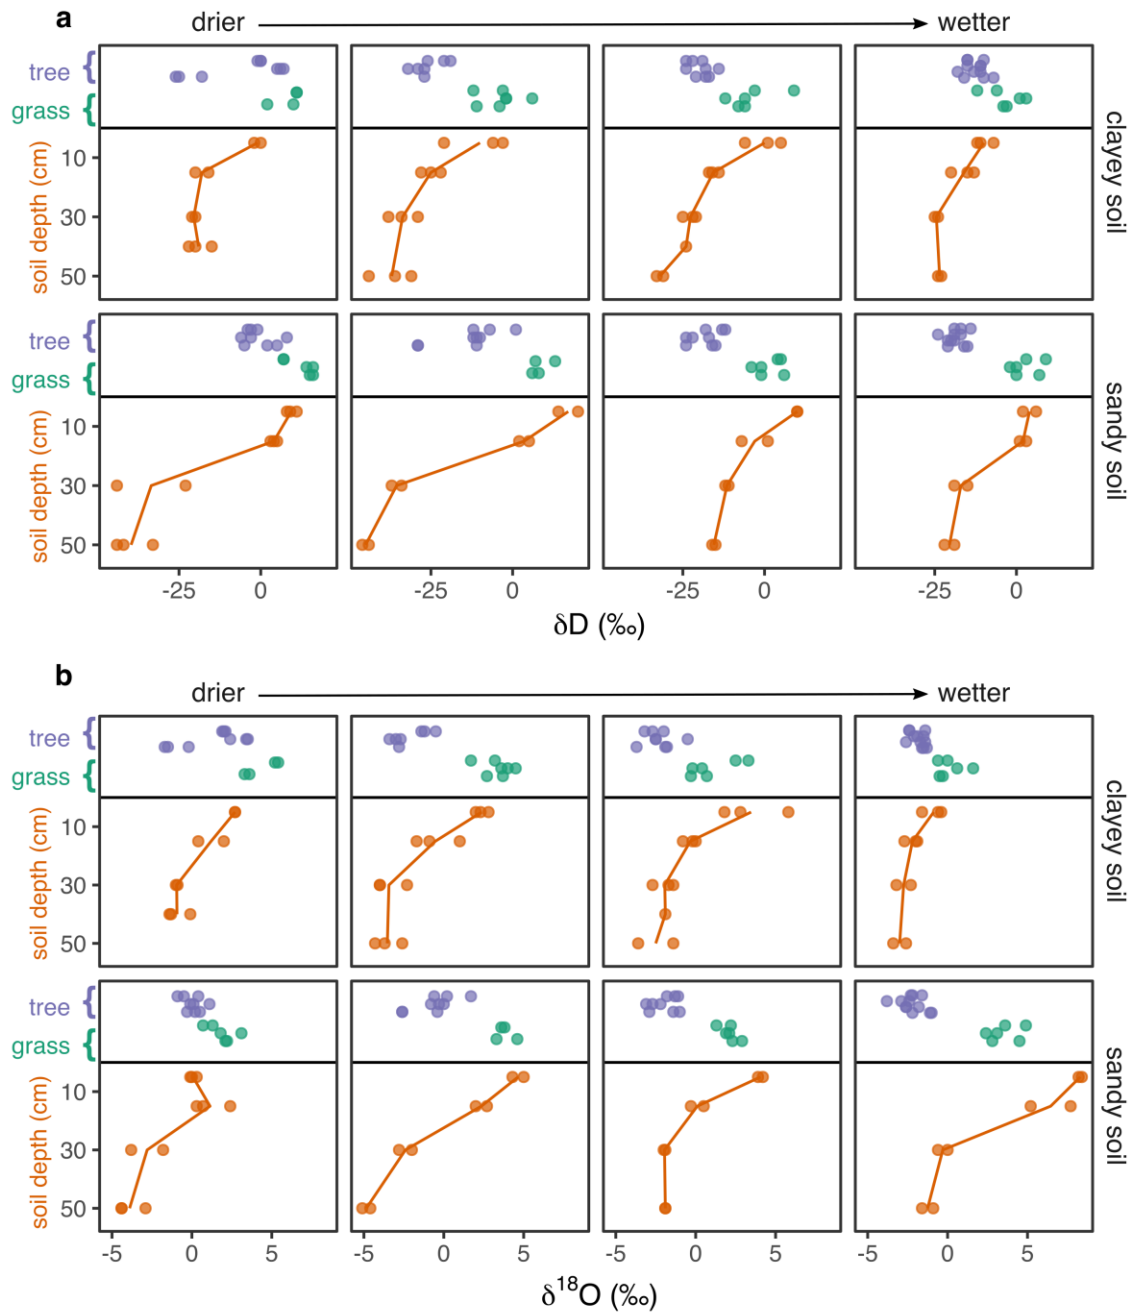 a
drier wetter
tree {
grass {
10
30
50
soil depth (cm)
clayey soil
tree {
grass {
10
30
50
soil depth (cm)
sandy soil
-25 0 -25 0 -25 0 -25 0
δD (‰)
b
drier wetter
tree {
grass {
10
30
50
soil depth (cm)
clayey soil
tree {
grass {
10
30
50
soil depth (cm)
sandy soil
-5 0 5 -5 0 5 -5 0 5 -5 0 5
δ¹⁸O (‰)